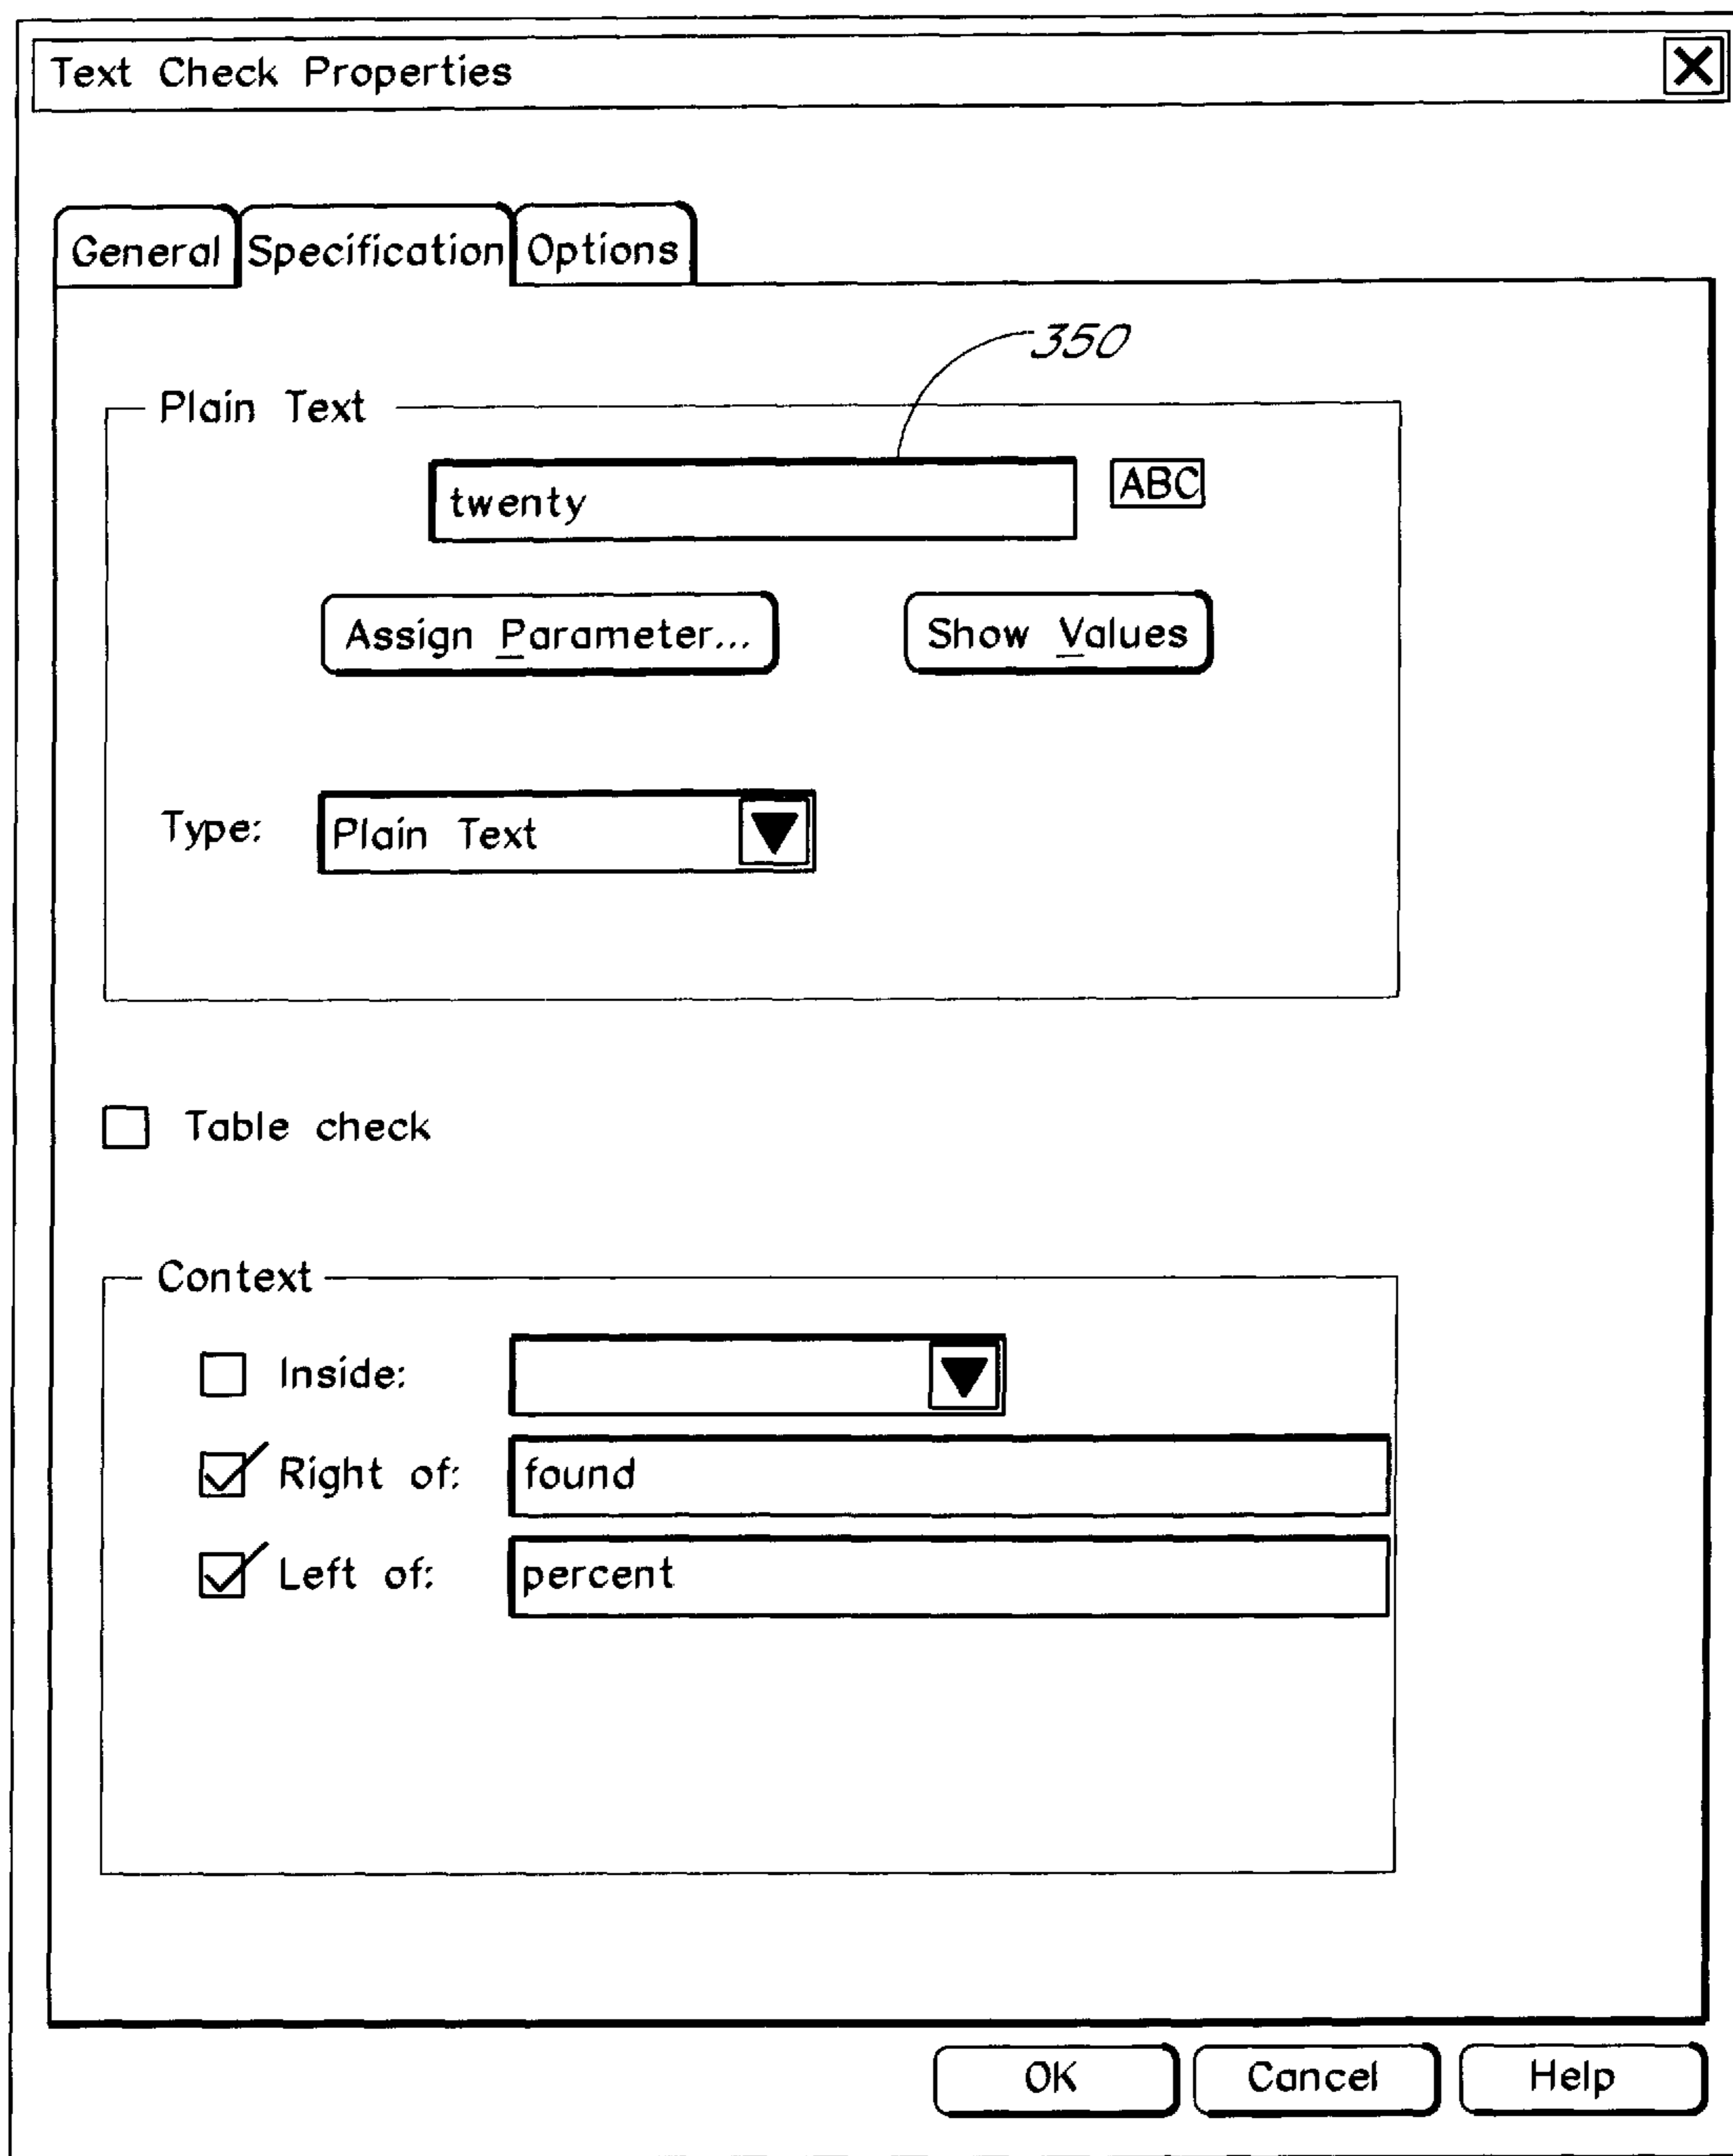 Text Check Properties
General Specification Options
350
Plain Text
twenty ABC
Assign Parameter... Show Values
Type: Plain Text
Table check
Context
Inside:
Right of: found
Left of: percent
OK Cancel Help